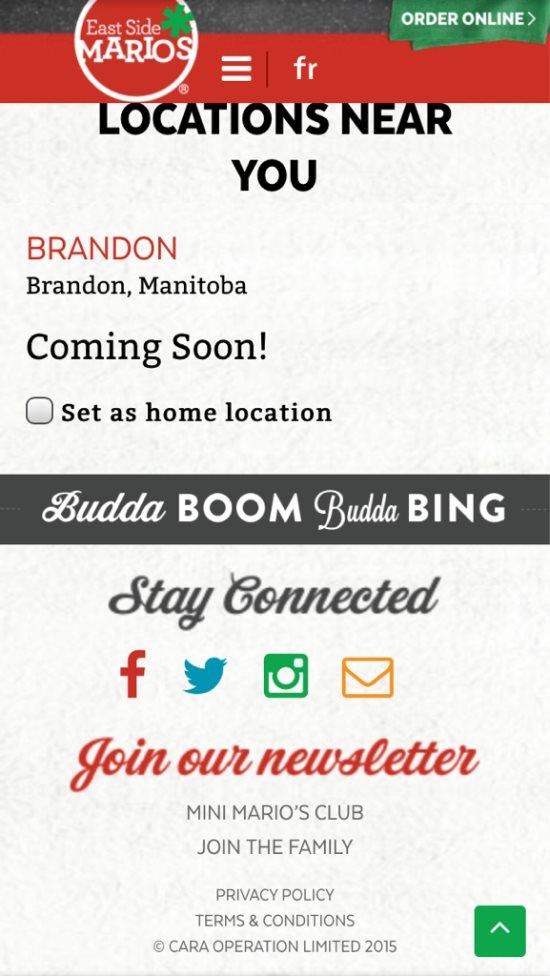 East Side
MARIOS
®
fr
ORDER ONLINE
LOCATIONS NEAR
YOU
BRANDON
Brandon, Manitoba
Coming Soon!
Set as home location
Budda BOOM Budda BING
Stay Connected
Join our newsletter
MINI MARIO'S CLUB
JOIN THE FAMILY
PRIVACY POLICY
TERMS & CONDITIONS
© CARA OPERATION LIMITED 2015